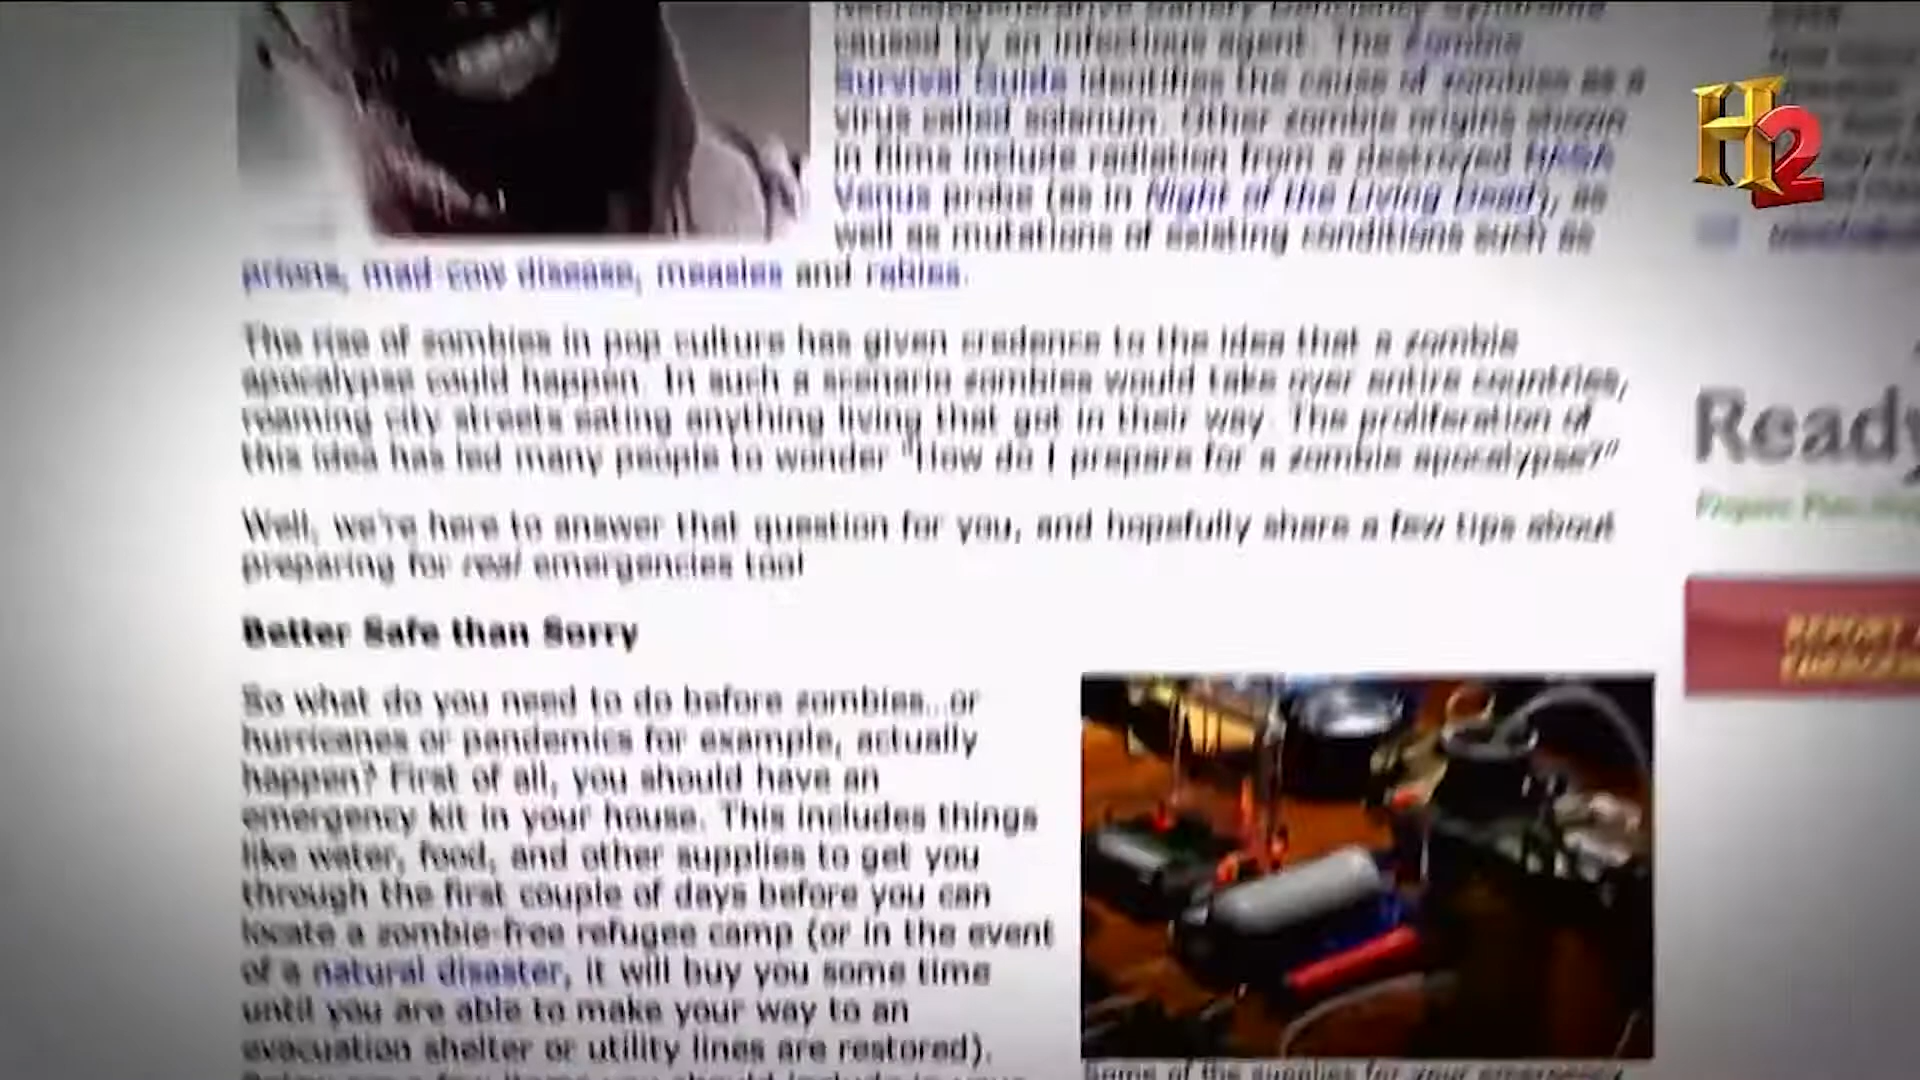 caused by an infectious agent. The Zombie
Survival Guide identifies the cause of zombies as a
virus called solanum. Other zombie origins shown
in films include radiation from a destroyed NASA
Venus probe (as in Night of the Living Dead), as
well as mutations of existing conditions such as
prions, mad-cow disease, measles and rabies.
The rise of zombies in pop culture has given credence to the idea that a zombie
apocalypse could happen. In such a scenario zombies would take over entire countries,
roaming city streets eating anything living that got in their way. The proliferation of
this idea has led many people to wonder "How do I prepare for a zombie apocalypse?"
Well, we're here to answer that question for you, and hopefully share a few tips about
preparing for real emergencies too!
Better Safe than Sorry
So what do you need to do before zombies...or
hurricanes or pandemics for example, actually
happen? First of all, you should have an
emergency kit in your house. This includes things
like water, food, and other supplies to get you
through the first couple of days before you can
locate a zombie-free refugee camp (or in the event
of a natural disaster, it will buy you some time
until you are able to make your way to an
evacuation shelter or utility lines are restored).
Some of the supplies for your emergency
H2
Ready
REPORT